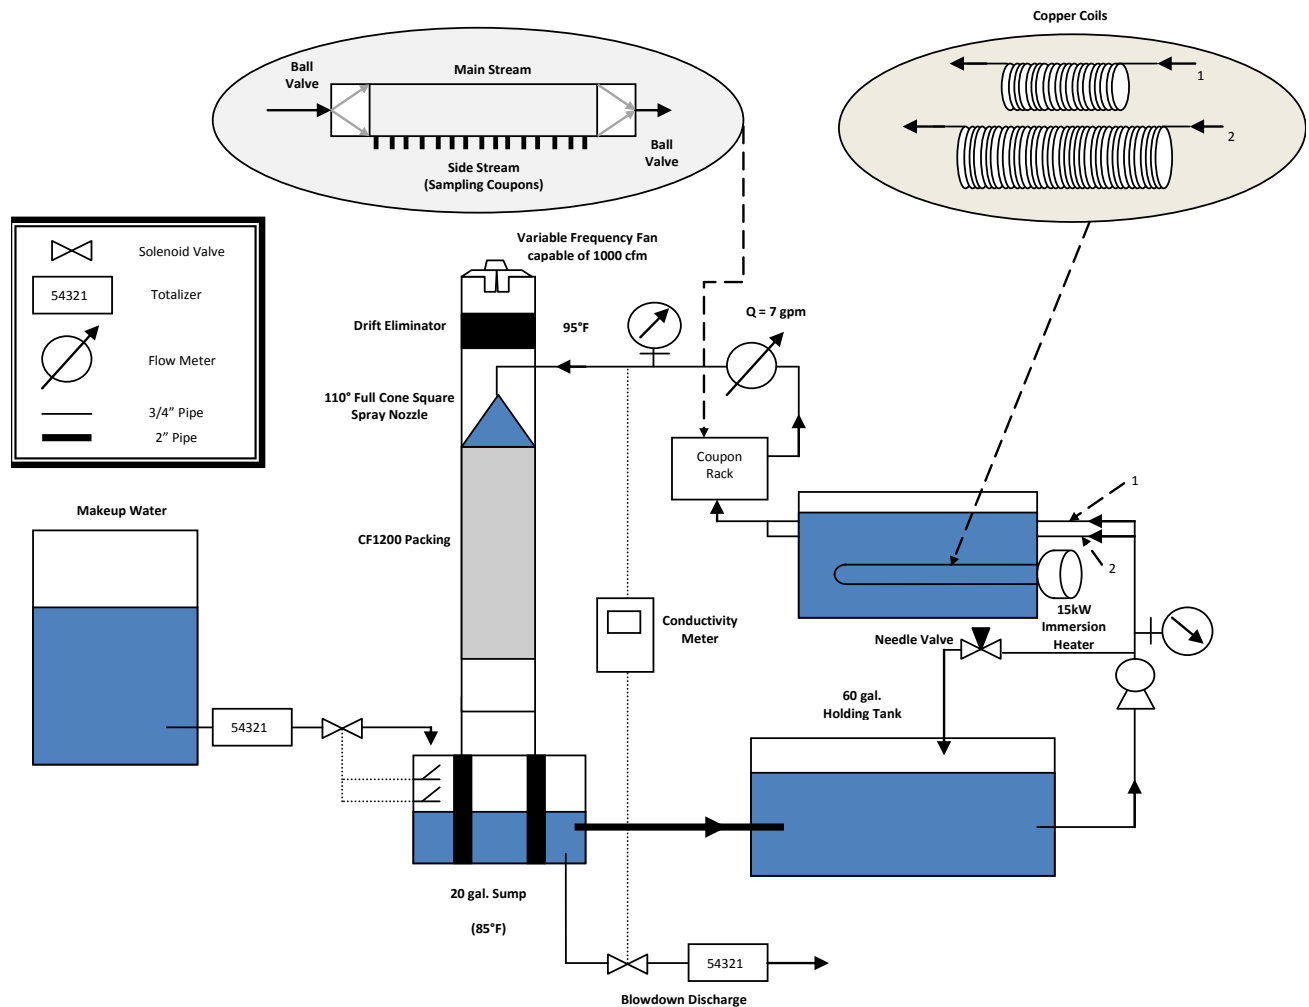 Copper Coils
Ball
Valve
Main Stream
1
2
Ball
Valve
Side Stream
(Sampling Coupons)
Solenoid Valve
54321
Totalizer
Flow Meter
3/4” Pipe
2” Pipe
Variable Frequency Fan
capable of 1000 cfm
Drift Eliminator
95°F
Q = 7 gpm
110° Full Cone Square
Spray Nozzle
Coupon
Rack
1
2
Makeup Water
CF1200 Packing
15kW
Immersion
Heater
Conductivity
Meter
Needle Valve
60 gal.
Holding Tank
54321
20 gal. Sump
(85°F)
54321
Blowdown Discharge